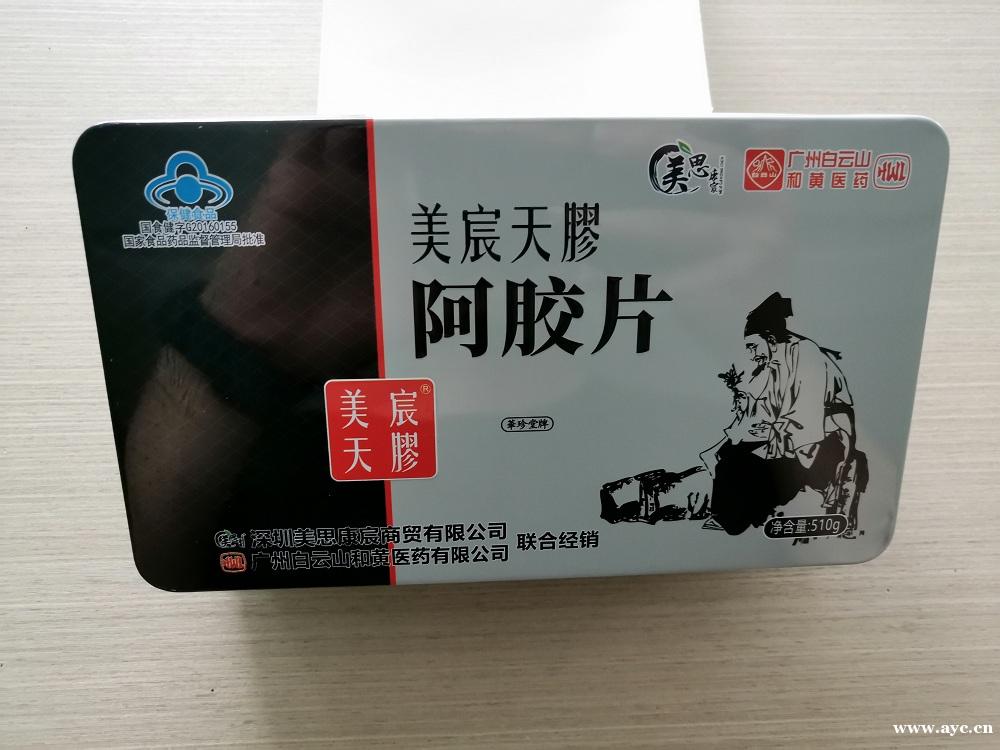 保健食品
国食健字G20160155
国家食品药品监督管理局批准
美思康宸
广州白云山
和黄医药
美宸天膠
阿胶片
美宸
天膠
®
華珍堂牌
净含量:510g
深圳美思康宸商贸有限公司
广州白云山和黄医药有限公司
联合经销
www.ayc.cn